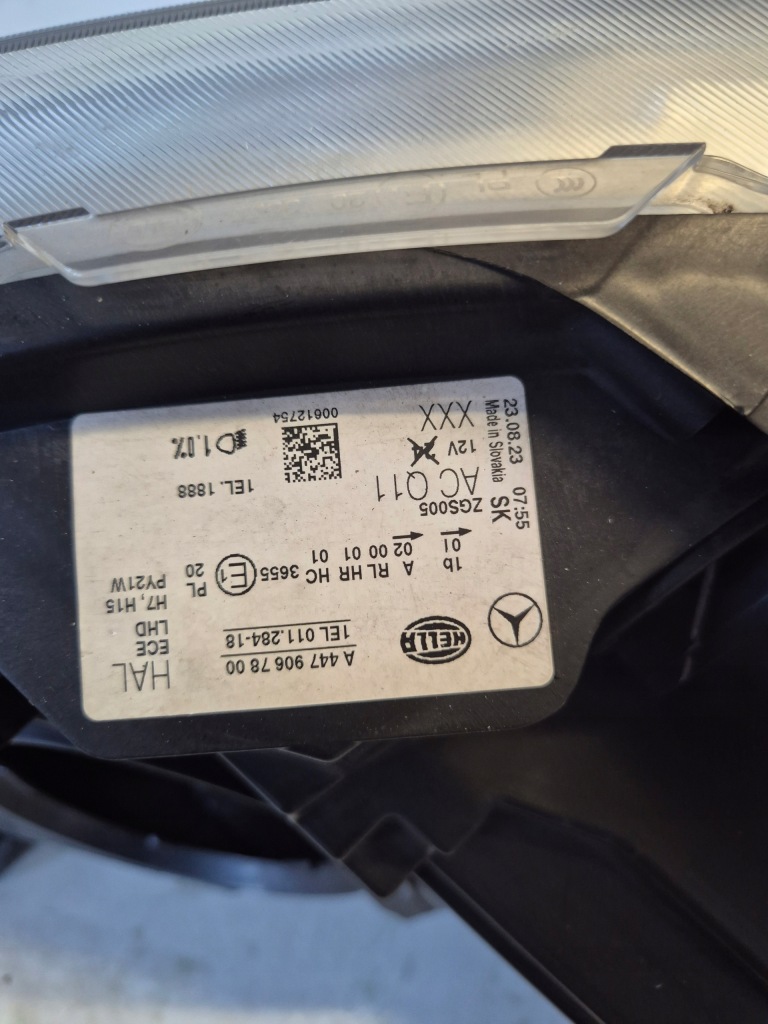 A 447 906 78 00
1EL 011.284-18
HAL
ECE
LHD
H7, H15
PY21W
HELLA
1b
01
A RL HR HC 3655 E1 PL
02 00 01 01 20
ZGS005
AC Q11
1EL. 1888
12V 24
XXX
00612754
1.0%
23.08.23 07:55
Made in Slovakia SK